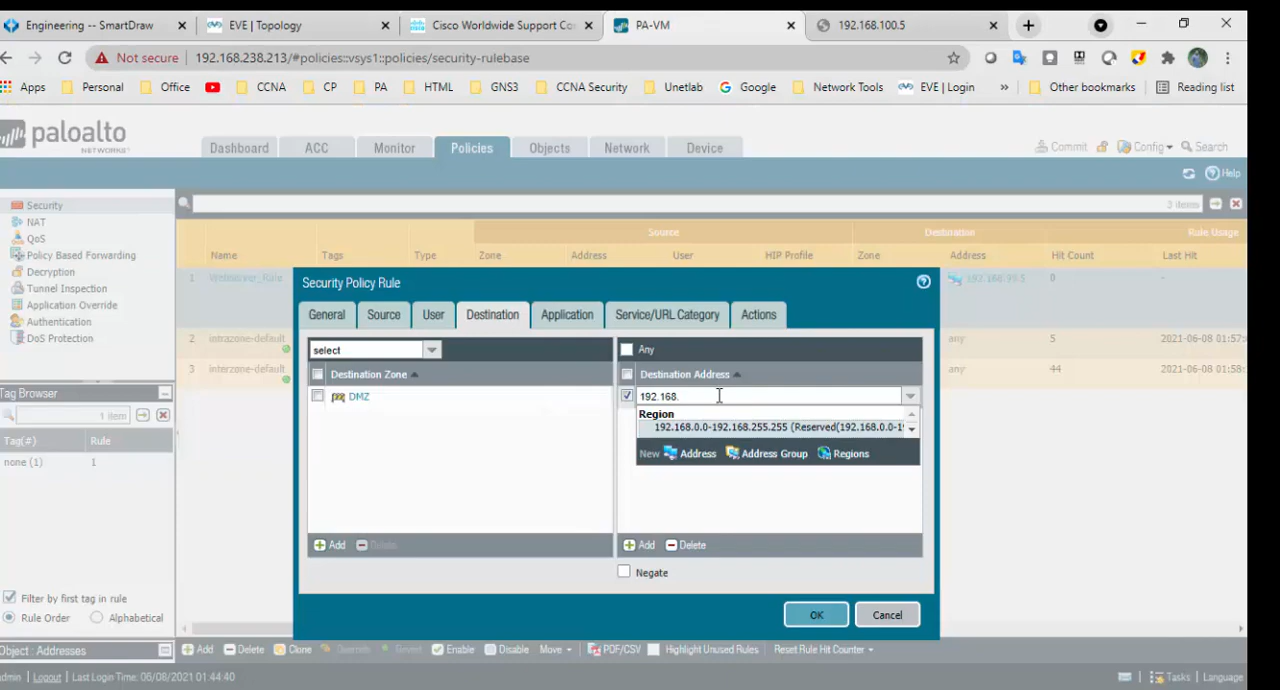 Engineering -- SmartDraw
EVE | Topology
Cisco Worldwide Support Co
PA-VM
192.168.100.5
Not secure
192.168.238.213/#policies::vsys1::policies/security-rulebase
Apps
Personal
Office
CCNA
CP
PA
HTML
GNS3
CCNA Security
Unetlab
Google
Network Tools
EVE | Login
»
Other bookmarks
Reading list
paloalto
NETWORKS
Dashboard
ACC
Monitor
Policies
Objects
Network
Device
Commit
Config
Search
Help
Security
NAT
QoS
Policy Based Forwarding
Decryption
Tunnel Inspection
Application Override
Authentication
DoS Protection
3 items
Source
Destination
Rule Usage
Name
Tags
Type
Zone
Address
User
HIP Profile
Zone
Address
Hit Count
Last Hit
1
192.168.99.5
0
-
2
intrazone-default
any
5
2021-06-08 01:57:
3
interzone-default
any
44
2021-06-08 01:58:
Security Policy Rule
General
Source
User
Destination
Application
Service/URL Category
Actions
select
Any
Destination Zone
Destination Address
DMZ
192.168.
Region
192.168.0.0-192.168.255.255 (Reserved(192.168.0.0-1
New
Address
Address Group
Regions
Add
Delete
Add
Delete
Negate
OK
Cancel
Tag Browser
1 item
Tag(#)
Rule
none (1)
1
Filter by first tag in rule
Rule Order
Alphabetical
Object : Addresses
Add
Delete
Clone
Override
Revert
Enable
Disable
Move
PDF/CSV
Highlight Unused Rules
Reset Rule Hit Counter
admin | Logout | Last Login Time: 06/08/2021 01:44:40
Tasks | Language